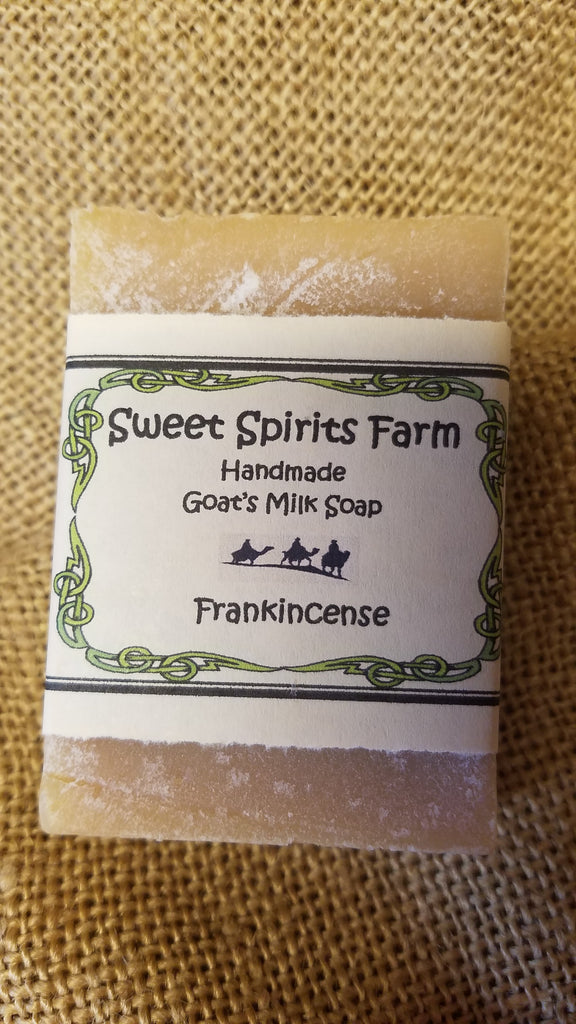 Sweet Spirits Farm
Handmade
Goat's Milk Soap
Frankincense